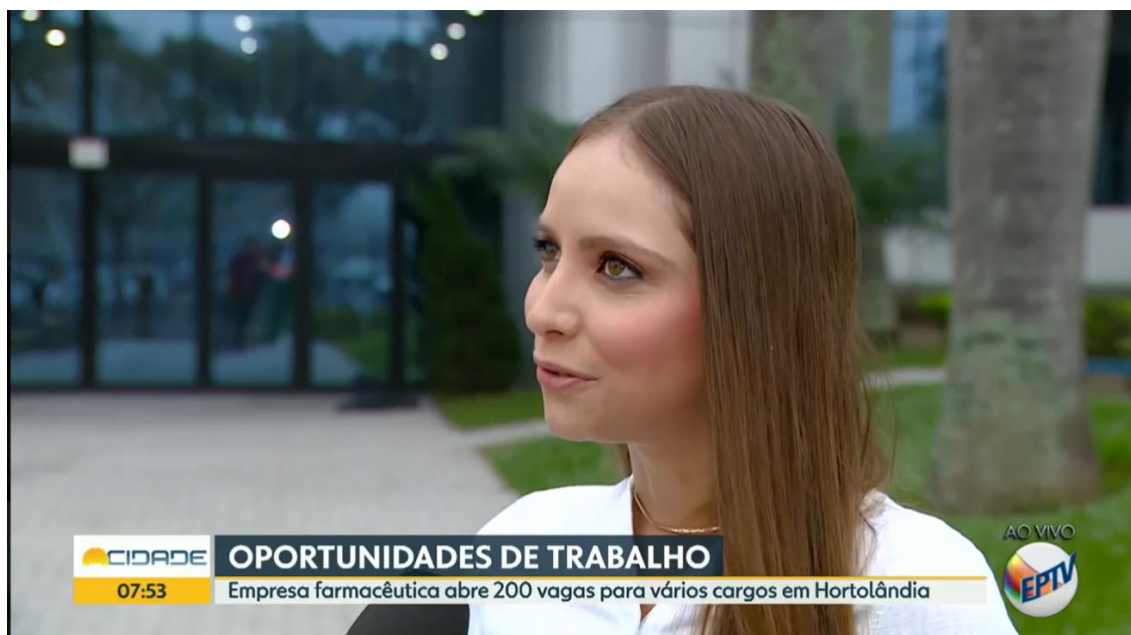 CIDADE
OPORTUNIDADES DE TRABALHO
07:53
Empresa farmacêutica abre 200 vagas para vários cargos em Hortolândia
AO VIVO
EPTV